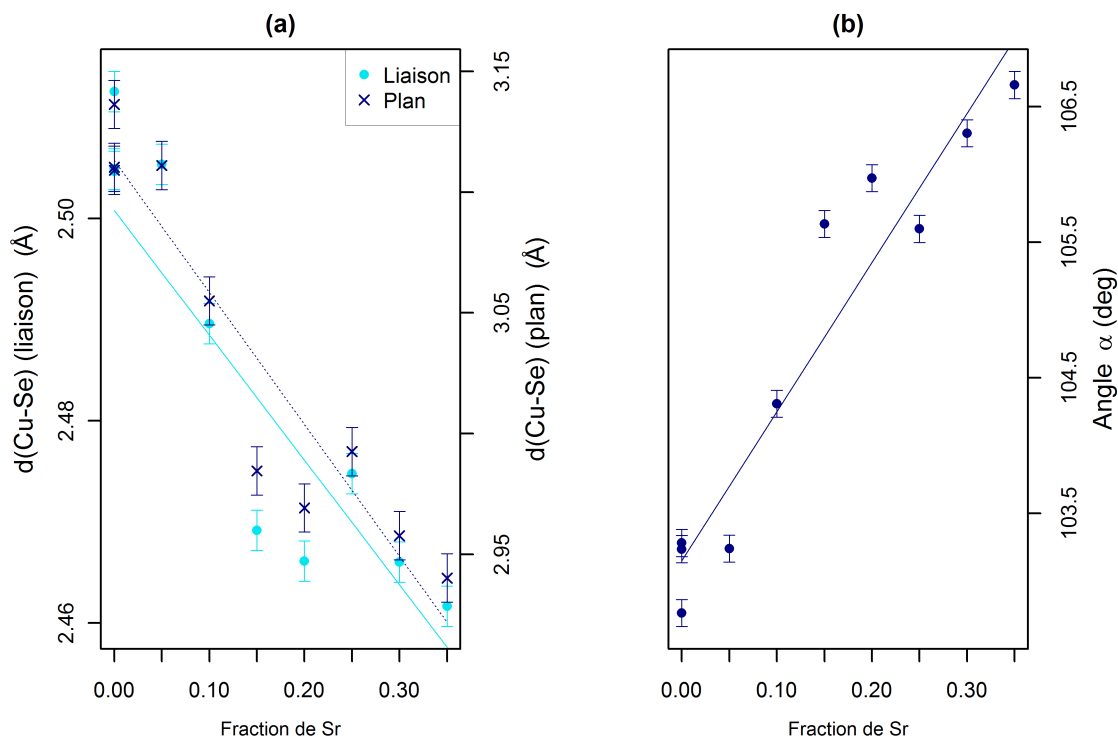 (a)
Liaison
Plan
d(Cu-Se) (liaison) (Å)
2.50
2.48
2.46
3.15
3.05
2.95
d(Cu-Se) (plan) (Å)
0.00 0.10 0.20 0.30
Fraction de Sr
(b)
106.5
105.5
104.5
103.5
Angle α (deg)
0.00 0.10 0.20 0.30
Fraction de Sr